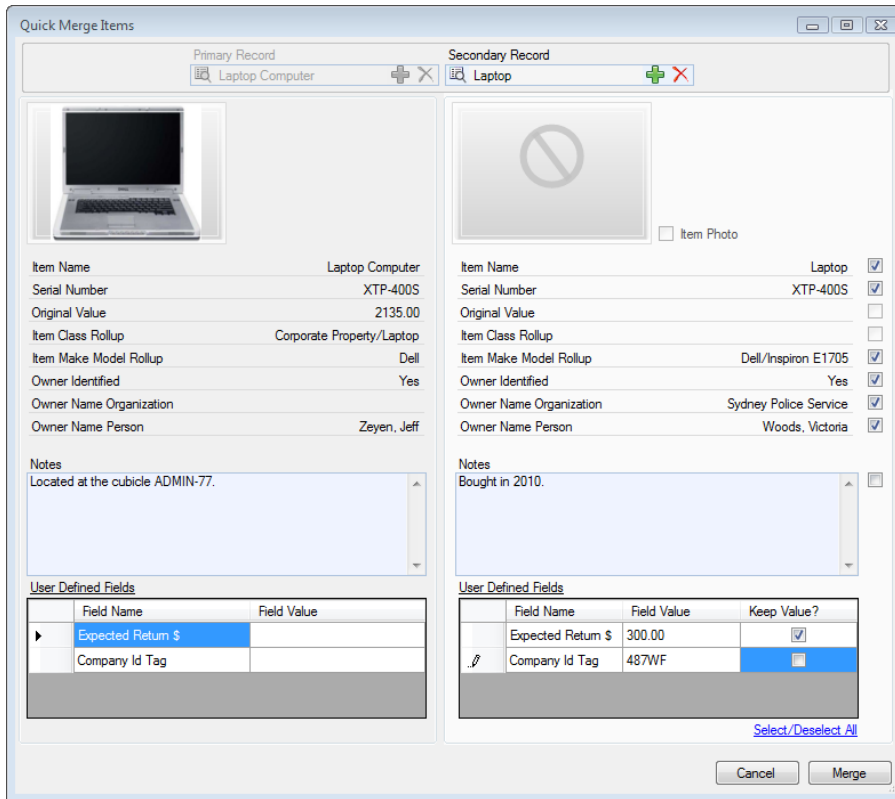 Quick Merge Items
Primary Record
Laptop Computer
Secondary Record
Laptop
Item Name Laptop Computer
Serial Number XTP-400S
Original Value 2135.00
Item Class Rollup Corporate Property/Laptop
Item Make Model Rollup Dell
Owner Identified Yes
Owner Name Organization
Owner Name Person Zeyen, Jeff
Notes
Located at the cubicle ADMIN-77.
User Defined Fields
Field Name Field Value
Expected Return $
Company Id Tag
Item Photo
Item Name Laptop
Serial Number XTP-400S
Original Value
Item Class Rollup
Item Make Model Rollup Dell/Inspiron E1705
Owner Identified Yes
Owner Name Organization Sydney Police Service
Owner Name Person Woods, Victoria
Notes
Bought in 2010.
User Defined Fields
Field Name Field Value Keep Value?
Expected Return $ 300.00
Company Id Tag 487WF
Select/Deselect All
Cancel Merge